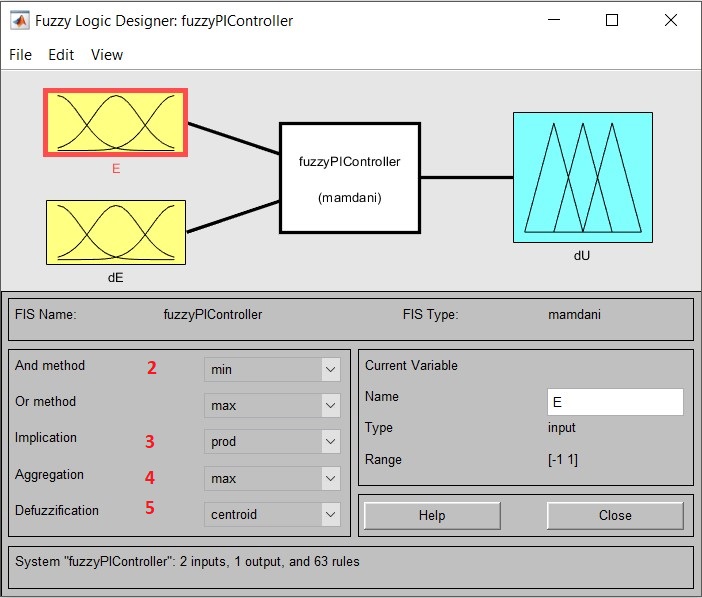 Fuzzy Logic Designer: fuzzyPIController
File Edit View
E
fuzzyPIController
(mamdani)
dE
dU
FIS Name: fuzzyPIController FIS Type: mamdani
And method 2 min
Or method max
Implication 3 prod
Aggregation 4 max
Defuzzification 5 centroid
Current Variable
Name E
Type input
Range [-1 1]
Help Close
System "fuzzyPIController": 2 inputs, 1 output, and 63 rules